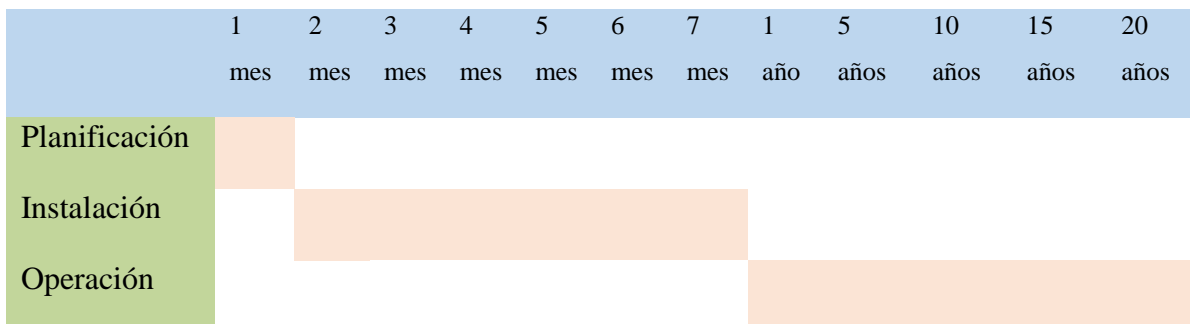 1 2 3 4 5 6 7 1 5 10 15 20
mes mes mes mes mes mes mes año años años años años
Planificación
Instalación
Operación